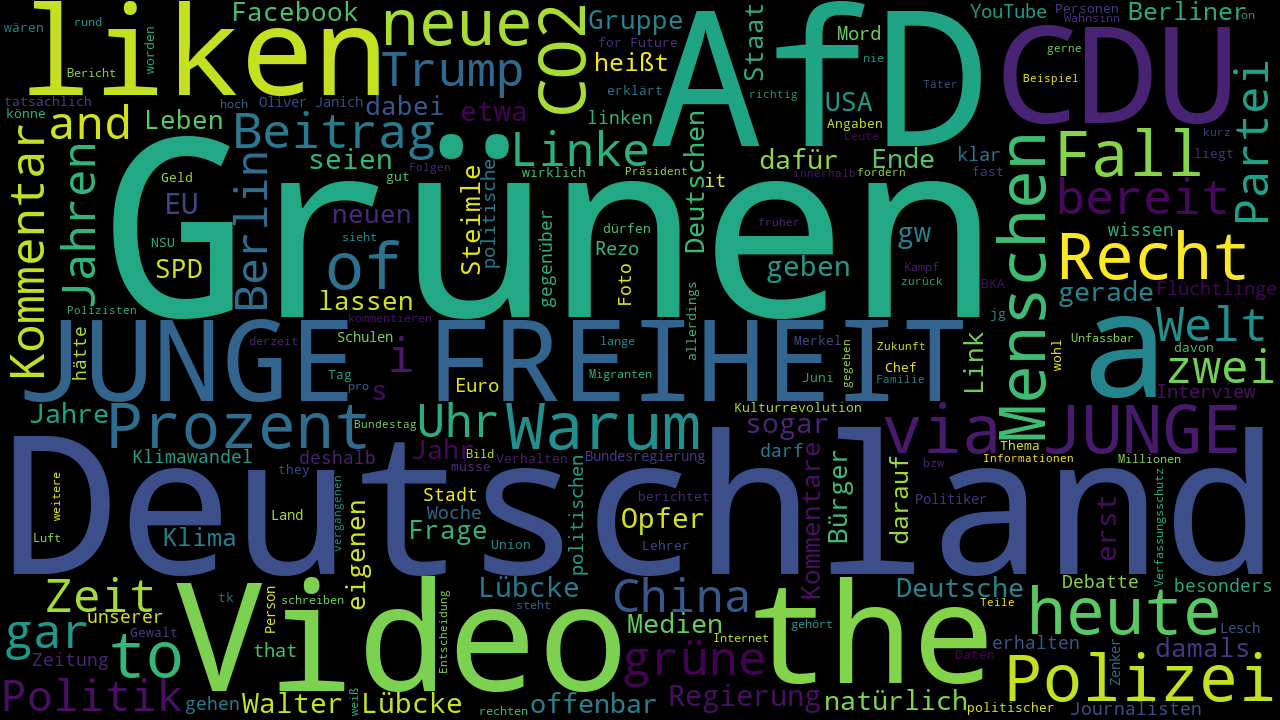 liken
neue
CO2
AfD
CDU
Facebook
Gruppe
for Future
heißt
Trump
Staat
Mord
nie
YouTube
Personen
Wahnsinn
Berliner
on
wären
rund
worden
Bericht
tatsächlich
könne
hoch
Oliver Janich
dabei
etwa
erklärt
linken
richtig
USA
Täter
Angaben
Leute
gerne
Beispiel
Kommentar
and
Leben
Jahren
Beitrag
Linke
Deutschen
dafür
Ende
klar
fast
Menschen
Fall
kurz
liegt
Partei
bereit
Grünen
seien
gut
Folgen
wirklich
Präsident
it
innerhalb
fordern
Geld
EU
NSU
SPD
Berlin
neuen
sieht
of
Steimle
politische
gegenüber
dürfen
Rezo
Foto
früher
gw
geben
Kampf
zurück
BKA
jg
wissen
Recht
gerade
Flüchtlinge
lassen
Polizisten
kommentieren
allerdings
JUNGE FREIHEIT
hätte
derzeit
Schulen
i
s
Tag
pro
lange
Migranten
Euro
Merkel
Juni
gegeben
Zukunft
Chef
Familie
Link
a
Welt
Unfassbar
wohl
davon
zwei
Interview
Jahre
Prozent
Bundestag
Uhr
Warum
Kulturrevolution
sogar
via
JUNGE
Klimawandel
deshalb
they
Jahr
Bild
müsse
Verhalten
Bundesregierung
darf
Thema
Informationen
bzw
Millionen
Deutschland
weitere
Luft
Klima
Land
vergangenen
eigenen
Stadt
Woche
Frage
Union
politischen
berichtet
Opfer
Lehrer
Kommentare
Bürger
darauf
Politiker
erst
Verfassungsschutz
Zeit
unserer
Video
tk
schreiben
Person
Entscheidung
Lübcke
steht
China
the
Deutsche
Teile
Debatte
besonders
heute
gar
to
Gewalt
Zeitung
that
Medien
Internet
gehört
grüne
Daten
erhalten
Zenker
Lesch
damals
Politik
gehen
Walter
weiß
Lübcke
rechten
offenbar
Regierung
natürlich
politischer
Polizei
Journalisten